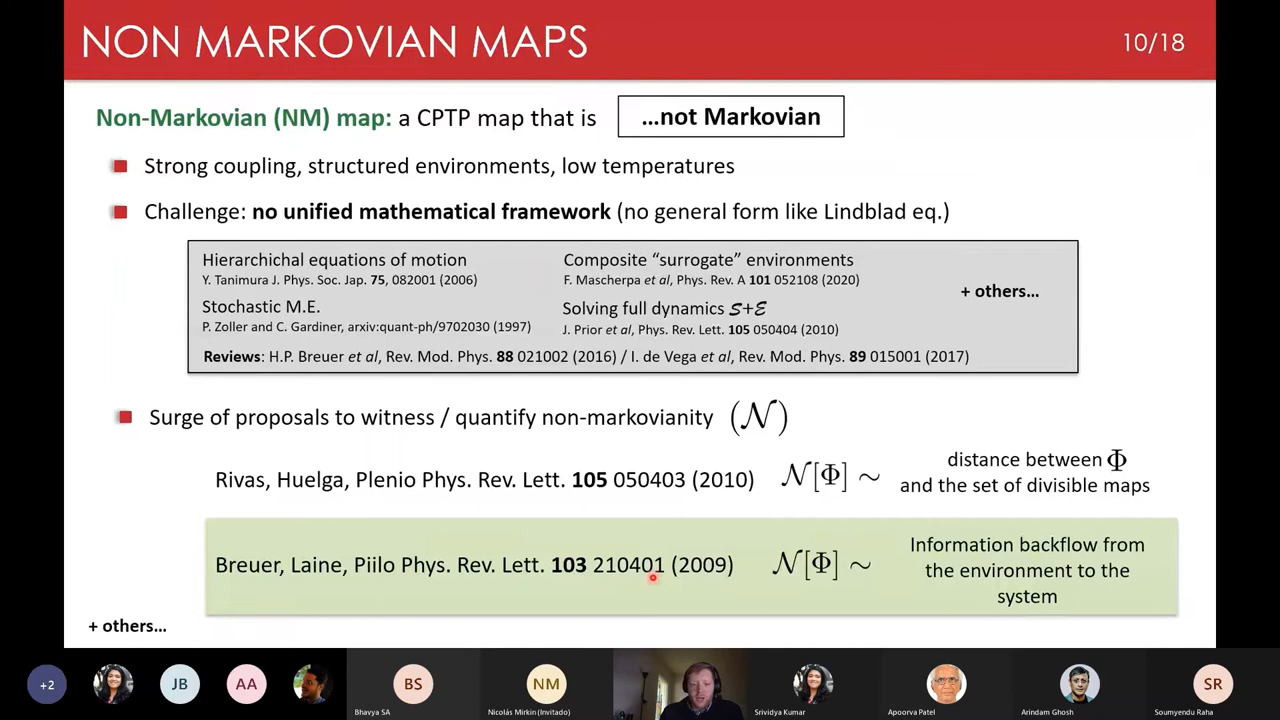 NON MARKOVIAN MAPS
10/18
Non-Markovian (NM) map: a CPTP map that is
...not Markovian
Strong coupling, structured environments, low temperatures
Challenge: no unified mathematical framework (no general form like Lindblad eq.)
Hierarchichal equations of motion
Y. Tanimura J. Phys. Soc. Jap. 75, 082001 (2006)
Composite “surrogate” environments
F. Mascherpa et al, Phys. Rev. A 101 052108 (2020)
+ others...
Stochastic M.E.
P. Zoller and C. Gardiner, arxiv:quant-ph/9702030 (1997)
Solving full dynamics 𝒮+ℰ
J. Prior et al, Phys. Rev. Lett. 105 050404 (2010)
Reviews: H.P. Breuer et al, Rev. Mod. Phys. 88 021002 (2016) / I. de Vega et al, Rev. Mod. Phys. 89 015001 (2017)
Surge of proposals to witness / quantify non-markovianity (𝒩)
Rivas, Huelga, Plenio Phys. Rev. Lett. 105 050403 (2010)
𝒩[Φ] ∼
distance between Φ
and the set of divisible maps
Breuer, Laine, Piilo Phys. Rev. Lett. 103 210401 (2009)
𝒩[Φ] ∼
Information backflow from
the environment to the
system
+ others...
+2
JB
AA
BS
Bhavya SA
NM
Nicolás Mirkin (Invitado)
Srividya Kumar
Apoorva Patel
Arindam Ghosh
SR
Soumyendu Raha